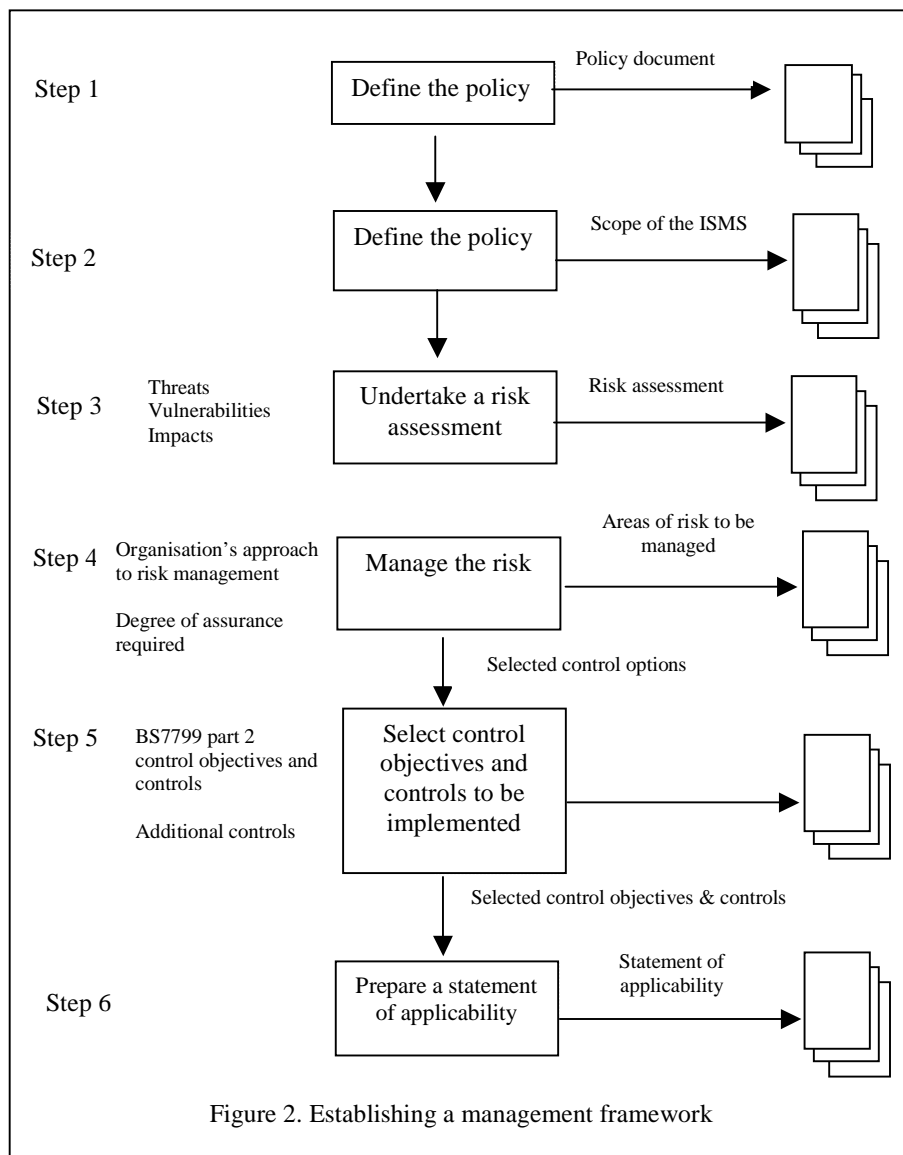 Step 1
Define the policy
Policy document
Step 2
Define the policy
Scope of the ISMS
Step 3
Threats
Vulnerabilities
Impacts
Undertake a risk
assessment
Risk assessment
Step 4
Organisation’s approach
to risk management
Degree of assurance
required
Manage the risk
Areas of risk to be
managed
Selected control options
Step 5
BS7799 part 2
control objectives and
controls
Additional controls
Select control
objectives and
controls to be
implemented
Selected control objectives & controls
Step 6
Prepare a statement
of applicability
Statement of
applicability
Figure 2. Establishing a management framework